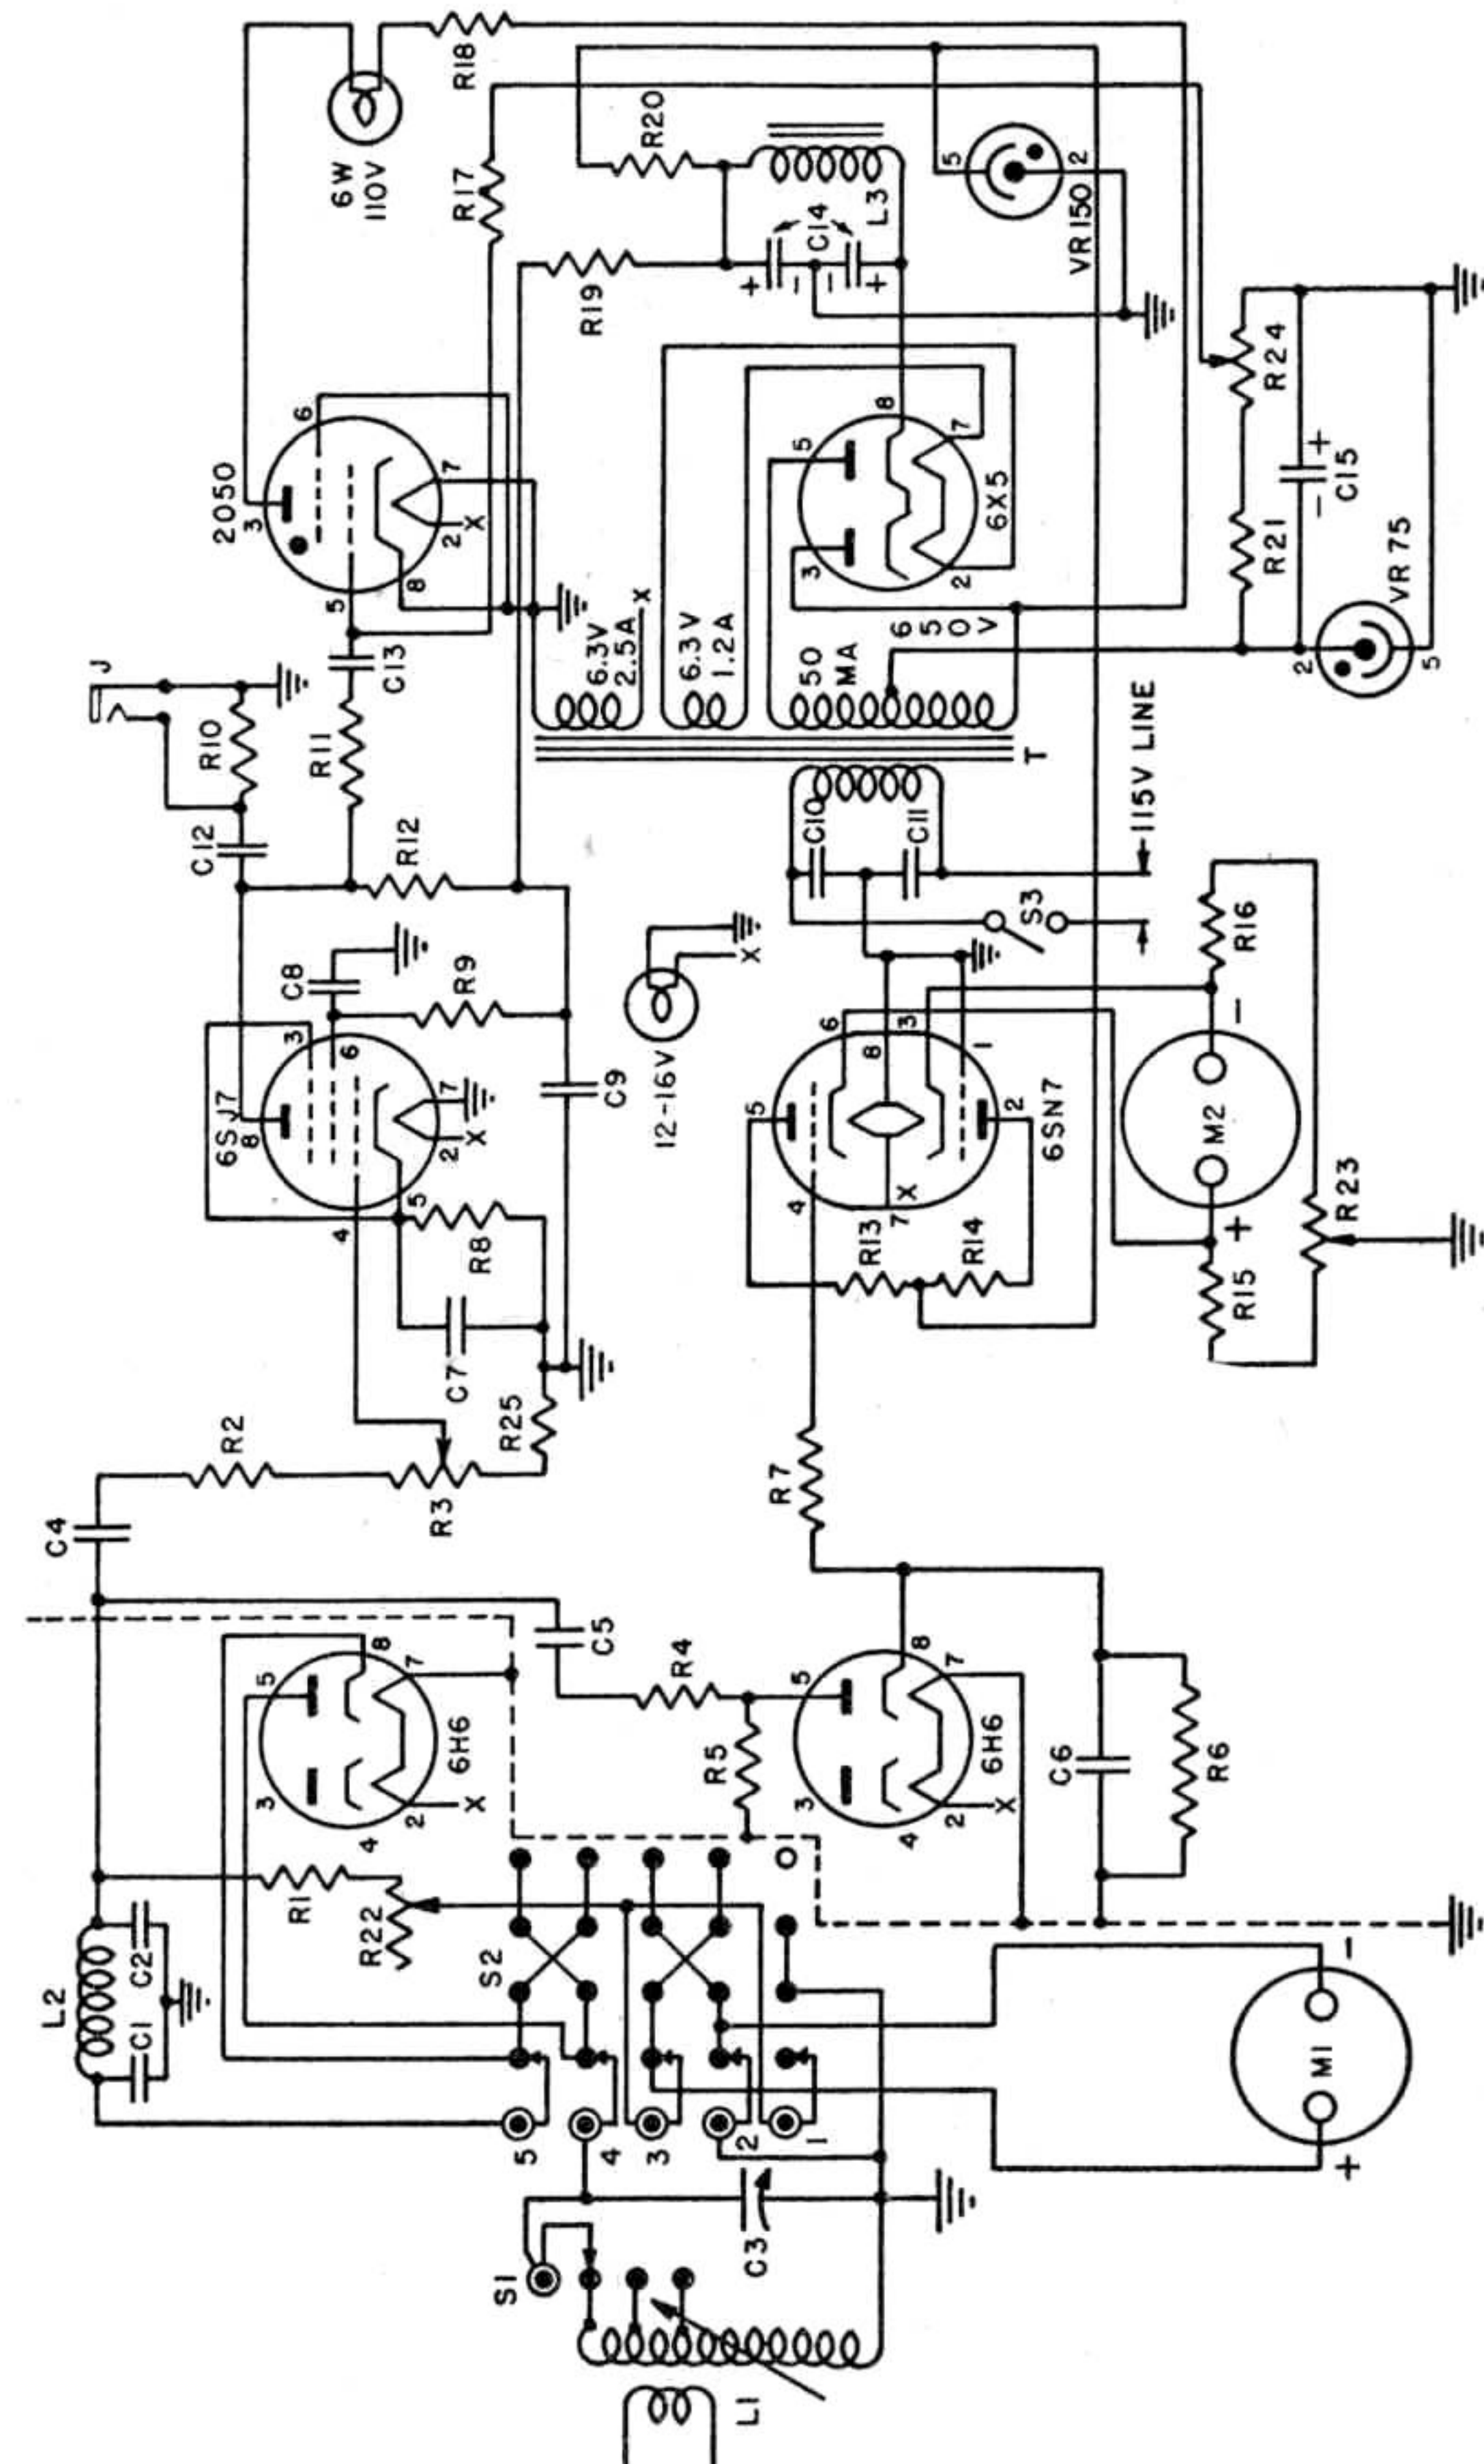 R18
6W
110V
R17
R20
C14
L3
+
-
-
+
5
2
VR150
R19
2050
3
6
5
8
7
2
X
J
R10
C12
R11
C13
R12
6.3V
2.5A
X
6.3V
1.2A
50
MA
650V
T
5
8
3
7
2
6X5
R24
R21
- +
C15
VR75
2
5
115V LINE
C10
C11
S3
C8
R9
6SJ7
8
3
6
7
2
X
5
4
R8
C7
C9
12-16V
X
R25
R2
R3
C4
5
6
8
3
1
2
4
7
X
6SN7
R13
R14
R16
-
M2
+
R15
R23
R7
C5
R4
R5
5
8
7
3
4
2
X
6H6
5
8
7
3
4
2
X
6H6
C6
R6
R1
R22
S2
L2
C2
C1
5
4
3
2
1
S1
C3
L1
-
M1
+